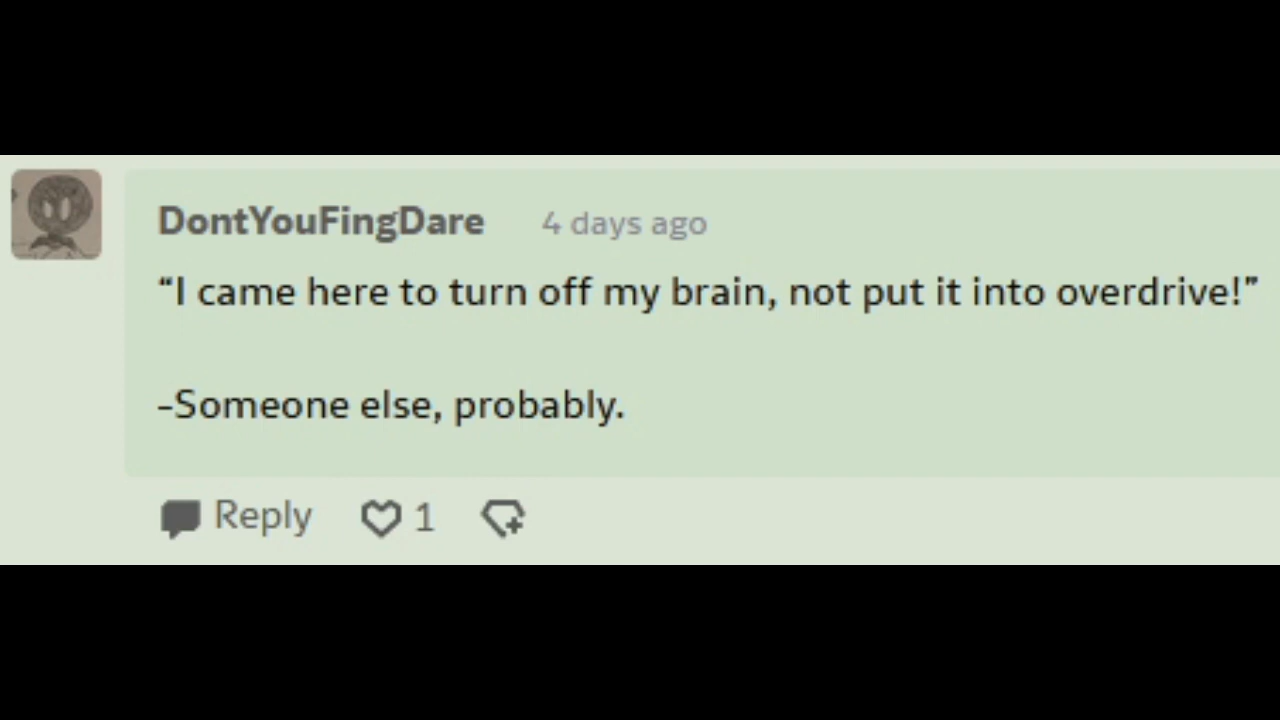 DontYouFingDare 4 days ago
“I came here to turn off my brain, not put it into overdrive!”
-Someone else, probably.
Reply 1